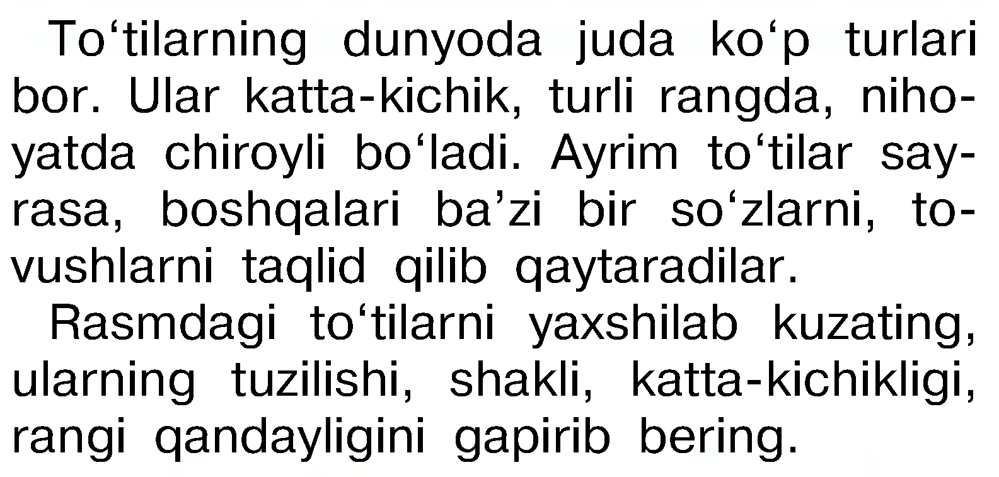 To‘tilarning dunyoda juda ko‘p turlari
bor. Ular katta-kichik, turli rangda, niho-
yatda chiroyli bo‘ladi. Ayrim to‘tilar say-
rasa, boshqalari ba’zi bir so‘zlarni, to-
vushlarni taqlid qilib qaytaradilar.
Rasmdagi to‘tilarni yaxshilab kuzating,
ularning tuzilishi, shakli, katta-kichikligi,
rangi qandayligini gapirib bering.